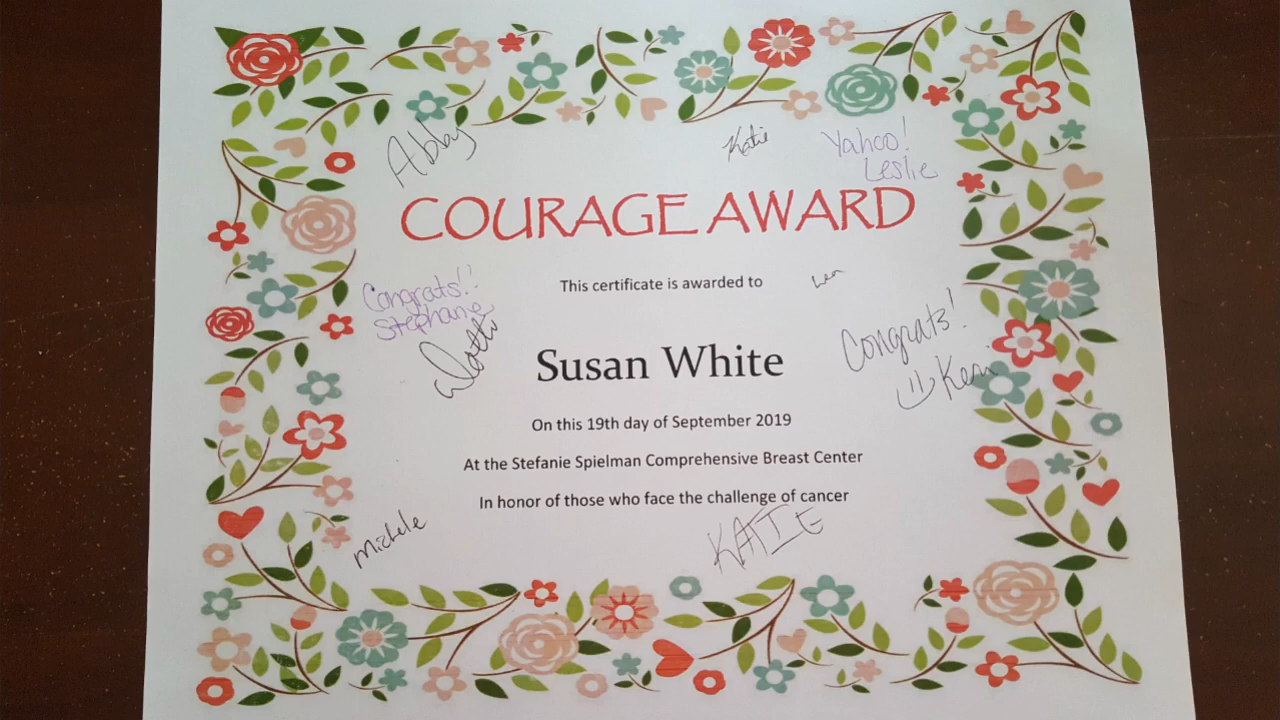 Abby
Katie
Yahoo!
Leslie
COURAGE AWARD
This certificate is awarded to
Congrats!!
Stephanie
Dottie
Susan White
Congrats!
Keri
On this 19th day of September 2019
At the Stefanie Spielman Comprehensive Breast Center
In honor of those who face the challenge of cancer
Michele
KATIE